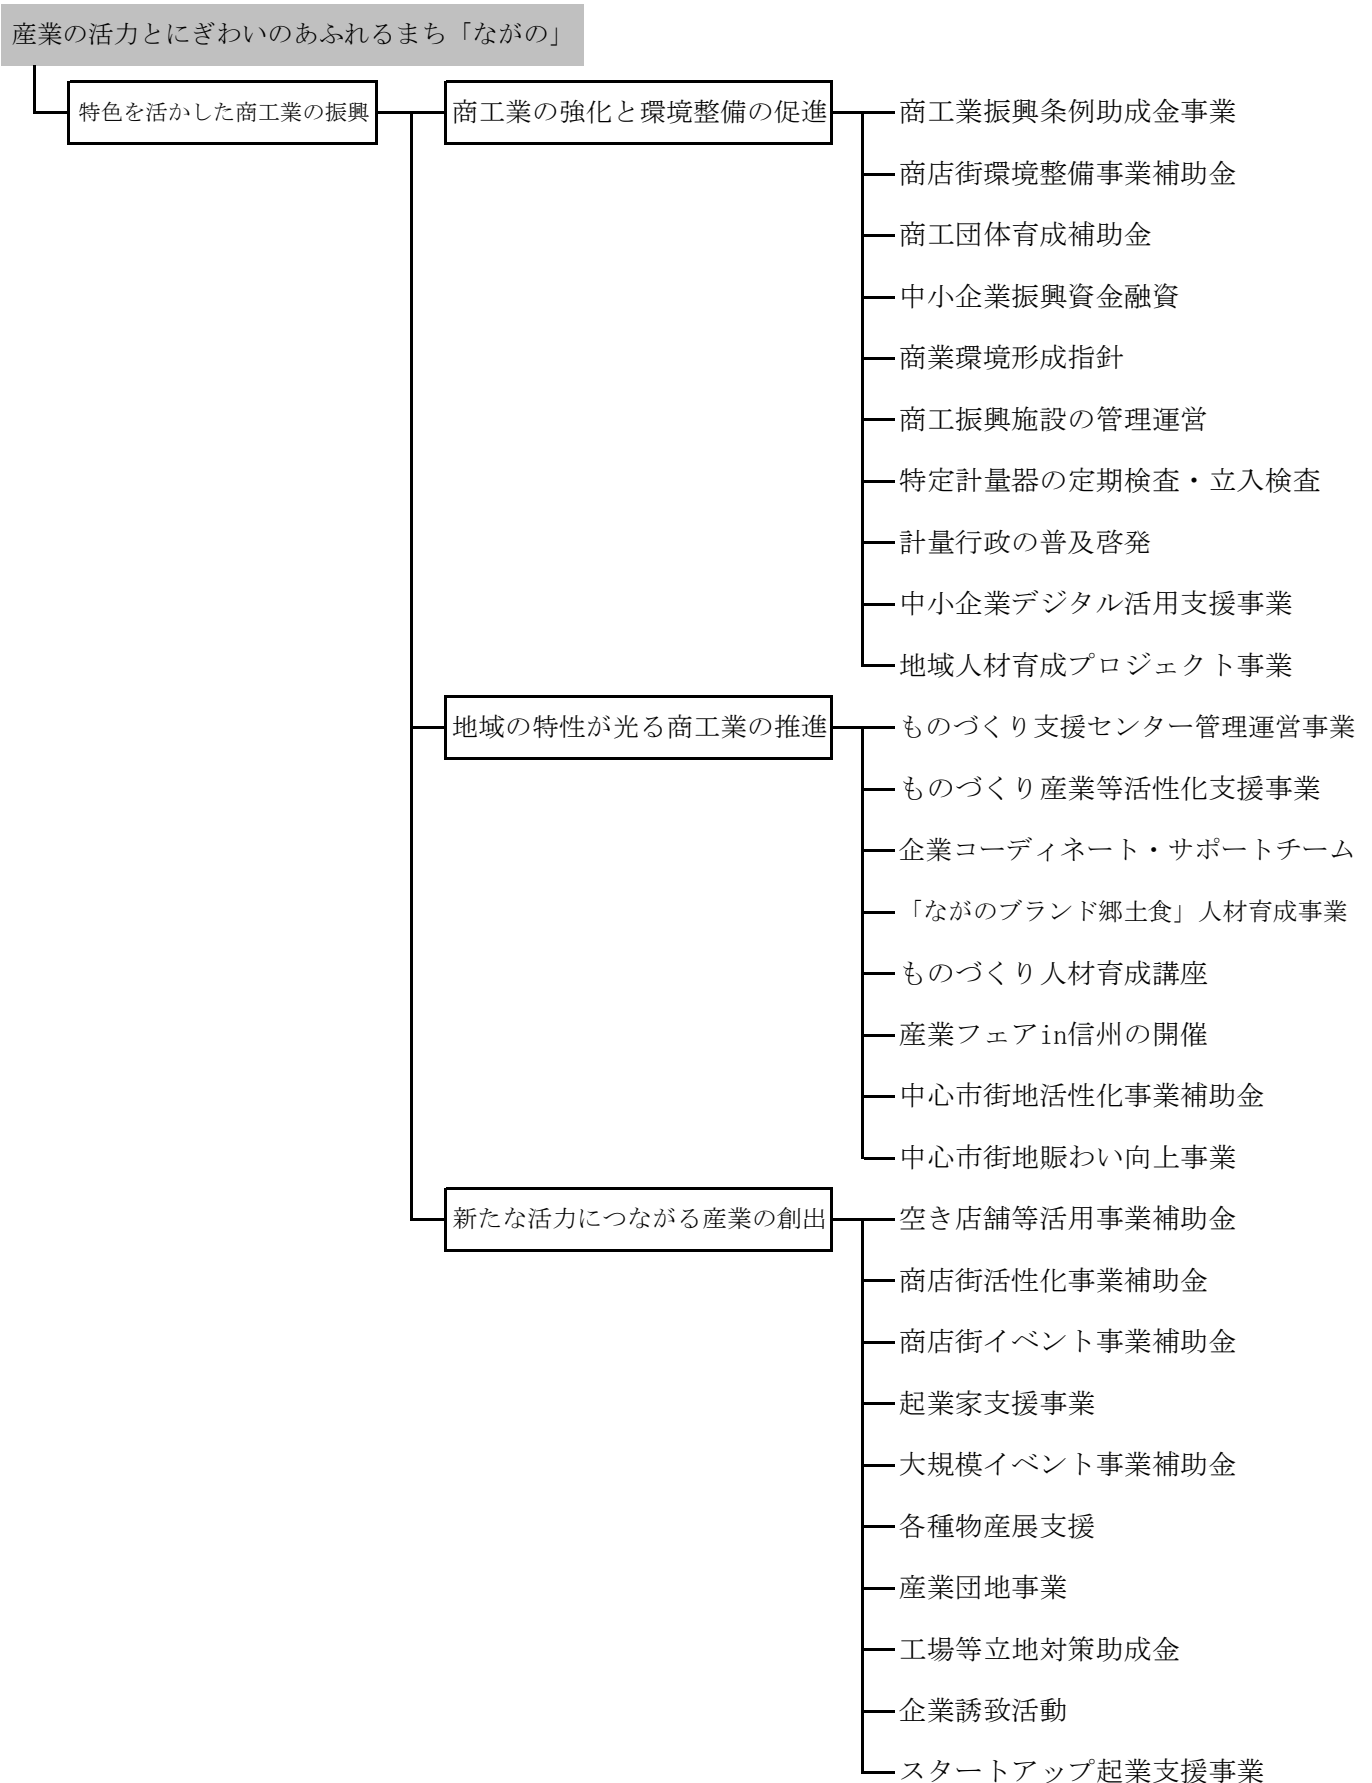 産業の活力とにぎわいのあふれるまち「ながの」
特色を活かした商工業の振興
商工業の強化と環境整備の促進
商工業振興条例助成金事業
商店街環境整備事業補助金
商工団体育成補助金
中小企業振興資金融資
商業環境形成指針
商工振興施設の管理運営
特定計量器の定期検査・立入検査
計量行政の普及啓発
中小企業デジタル活用支援事業
地域人材育成プロジェクト事業
地域の特性が光る商工業の推進
ものづくり支援センター管理運営事業
ものづくり産業等活性化支援事業
企業コーディネート・サポートチーム
「ながのブランド郷土食」人材育成事業
ものづくり人材育成講座
産業フェアin信州の開催
中心市街地活性化事業補助金
中心市街地賑わい向上事業
新たな活力につながる産業の創出
空き店舗等活用事業補助金
商店街活性化事業補助金
商店街イベント事業補助金
起業家支援事業
大規模イベント事業補助金
各種物産展支援
産業団地事業
工場等立地対策助成金
企業誘致活動
スタートアップ起業支援事業